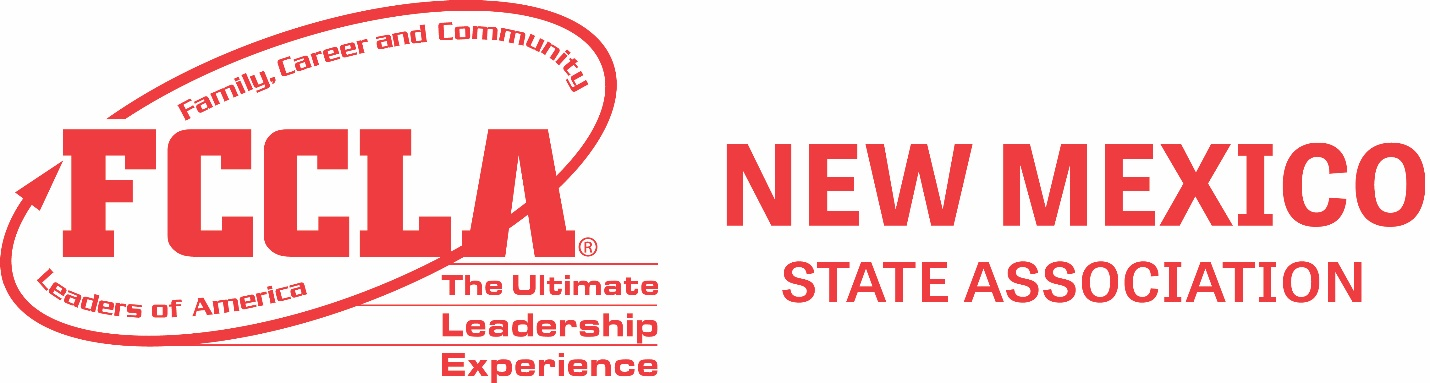 Family, Career and Community
FCCLA®
Leaders of America
The Ultimate
Leadership
Experience
NEW MEXICO
STATE ASSOCIATION